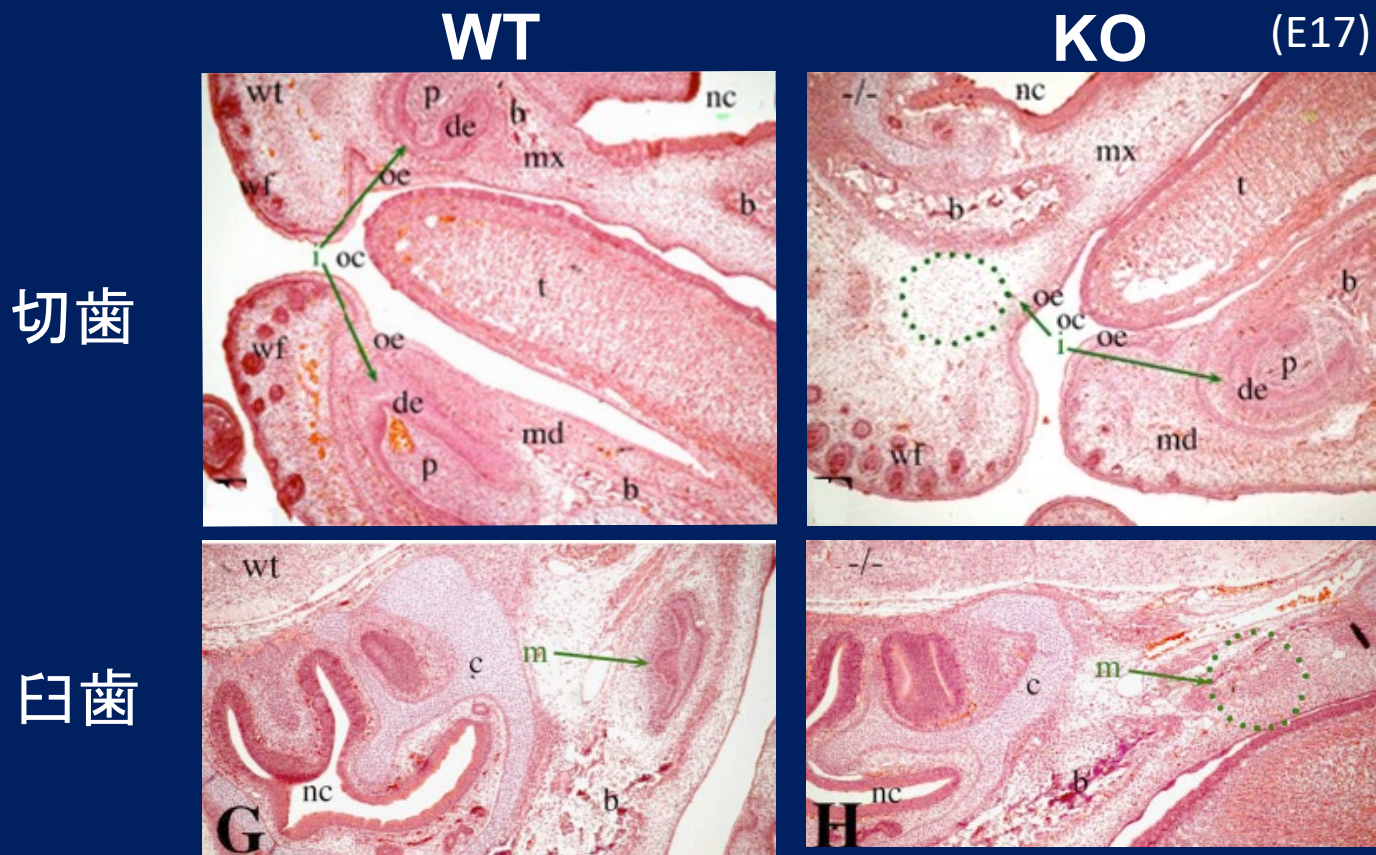 WT
KO
(E17)
切歯
wt
p
b
nc
de
mx
oe
wf
b
i
oc
t
wf
oe
de
md
p
b
-/-
nc
mx
t
b
b
oe
oc
oe
i
p
de
md
wf
臼歯
wt
c
m
nc
b
G
-/-
m
c
b
nc
H